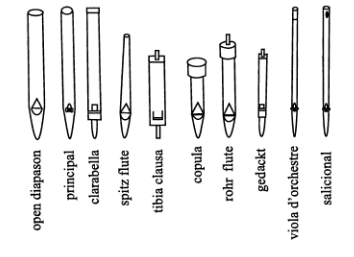 open diapason
principal
clarabella
spitz flute
tibia clausa
copula
rohr flute
gedackt
viola d'orchestre
salicional